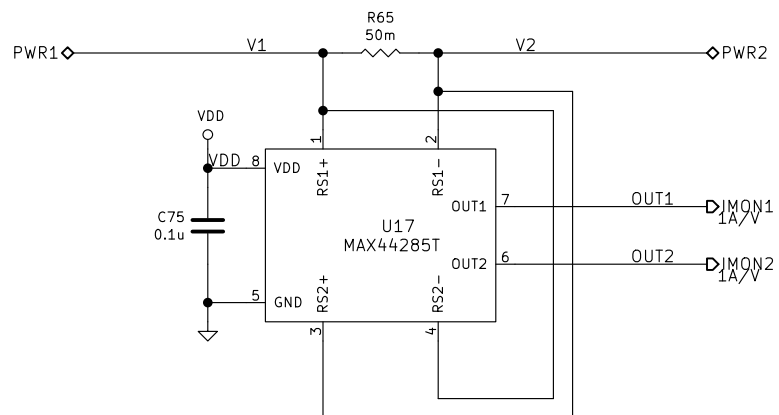 R65
50m
PWR1
V1
V2
PWR2
VDD
1
2
VDD
8
VDD
RS1+
RS1-
C75
0.1u
OUT1
7
OUT1
IMON1
1A/V
U17
MAX44285T
OUT2
6
OUT2
IMON2
1A/V
5
GND
RS2+
RS2-
3
4